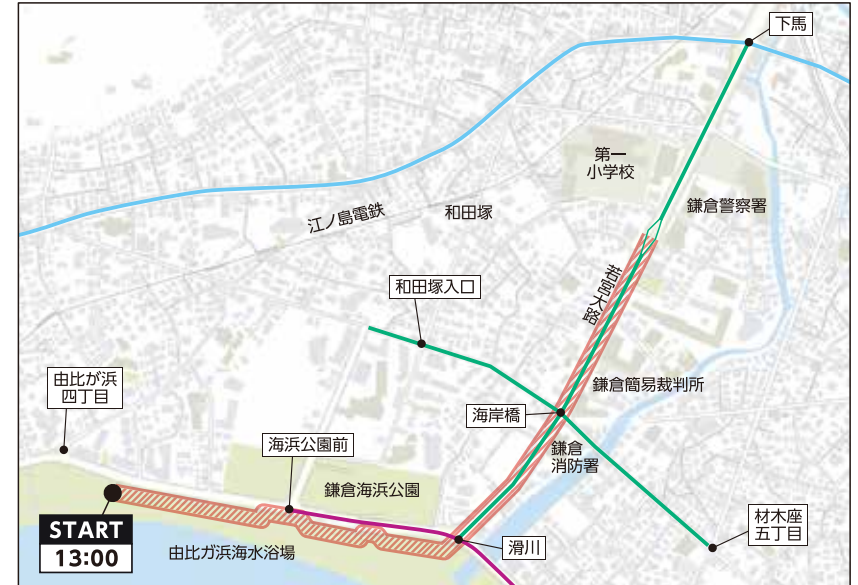 下馬
第一
小学校
鎌倉警察署
江ノ島電鉄
和田塚
若宮大路
和田塚入口
由比が浜
四丁目
鎌倉簡易裁判所
海岸橋
海浜公園前
鎌倉
消防署
鎌倉海浜公園
START
13:00
由比ガ浜海水浴場
滑川
材木座
五丁目